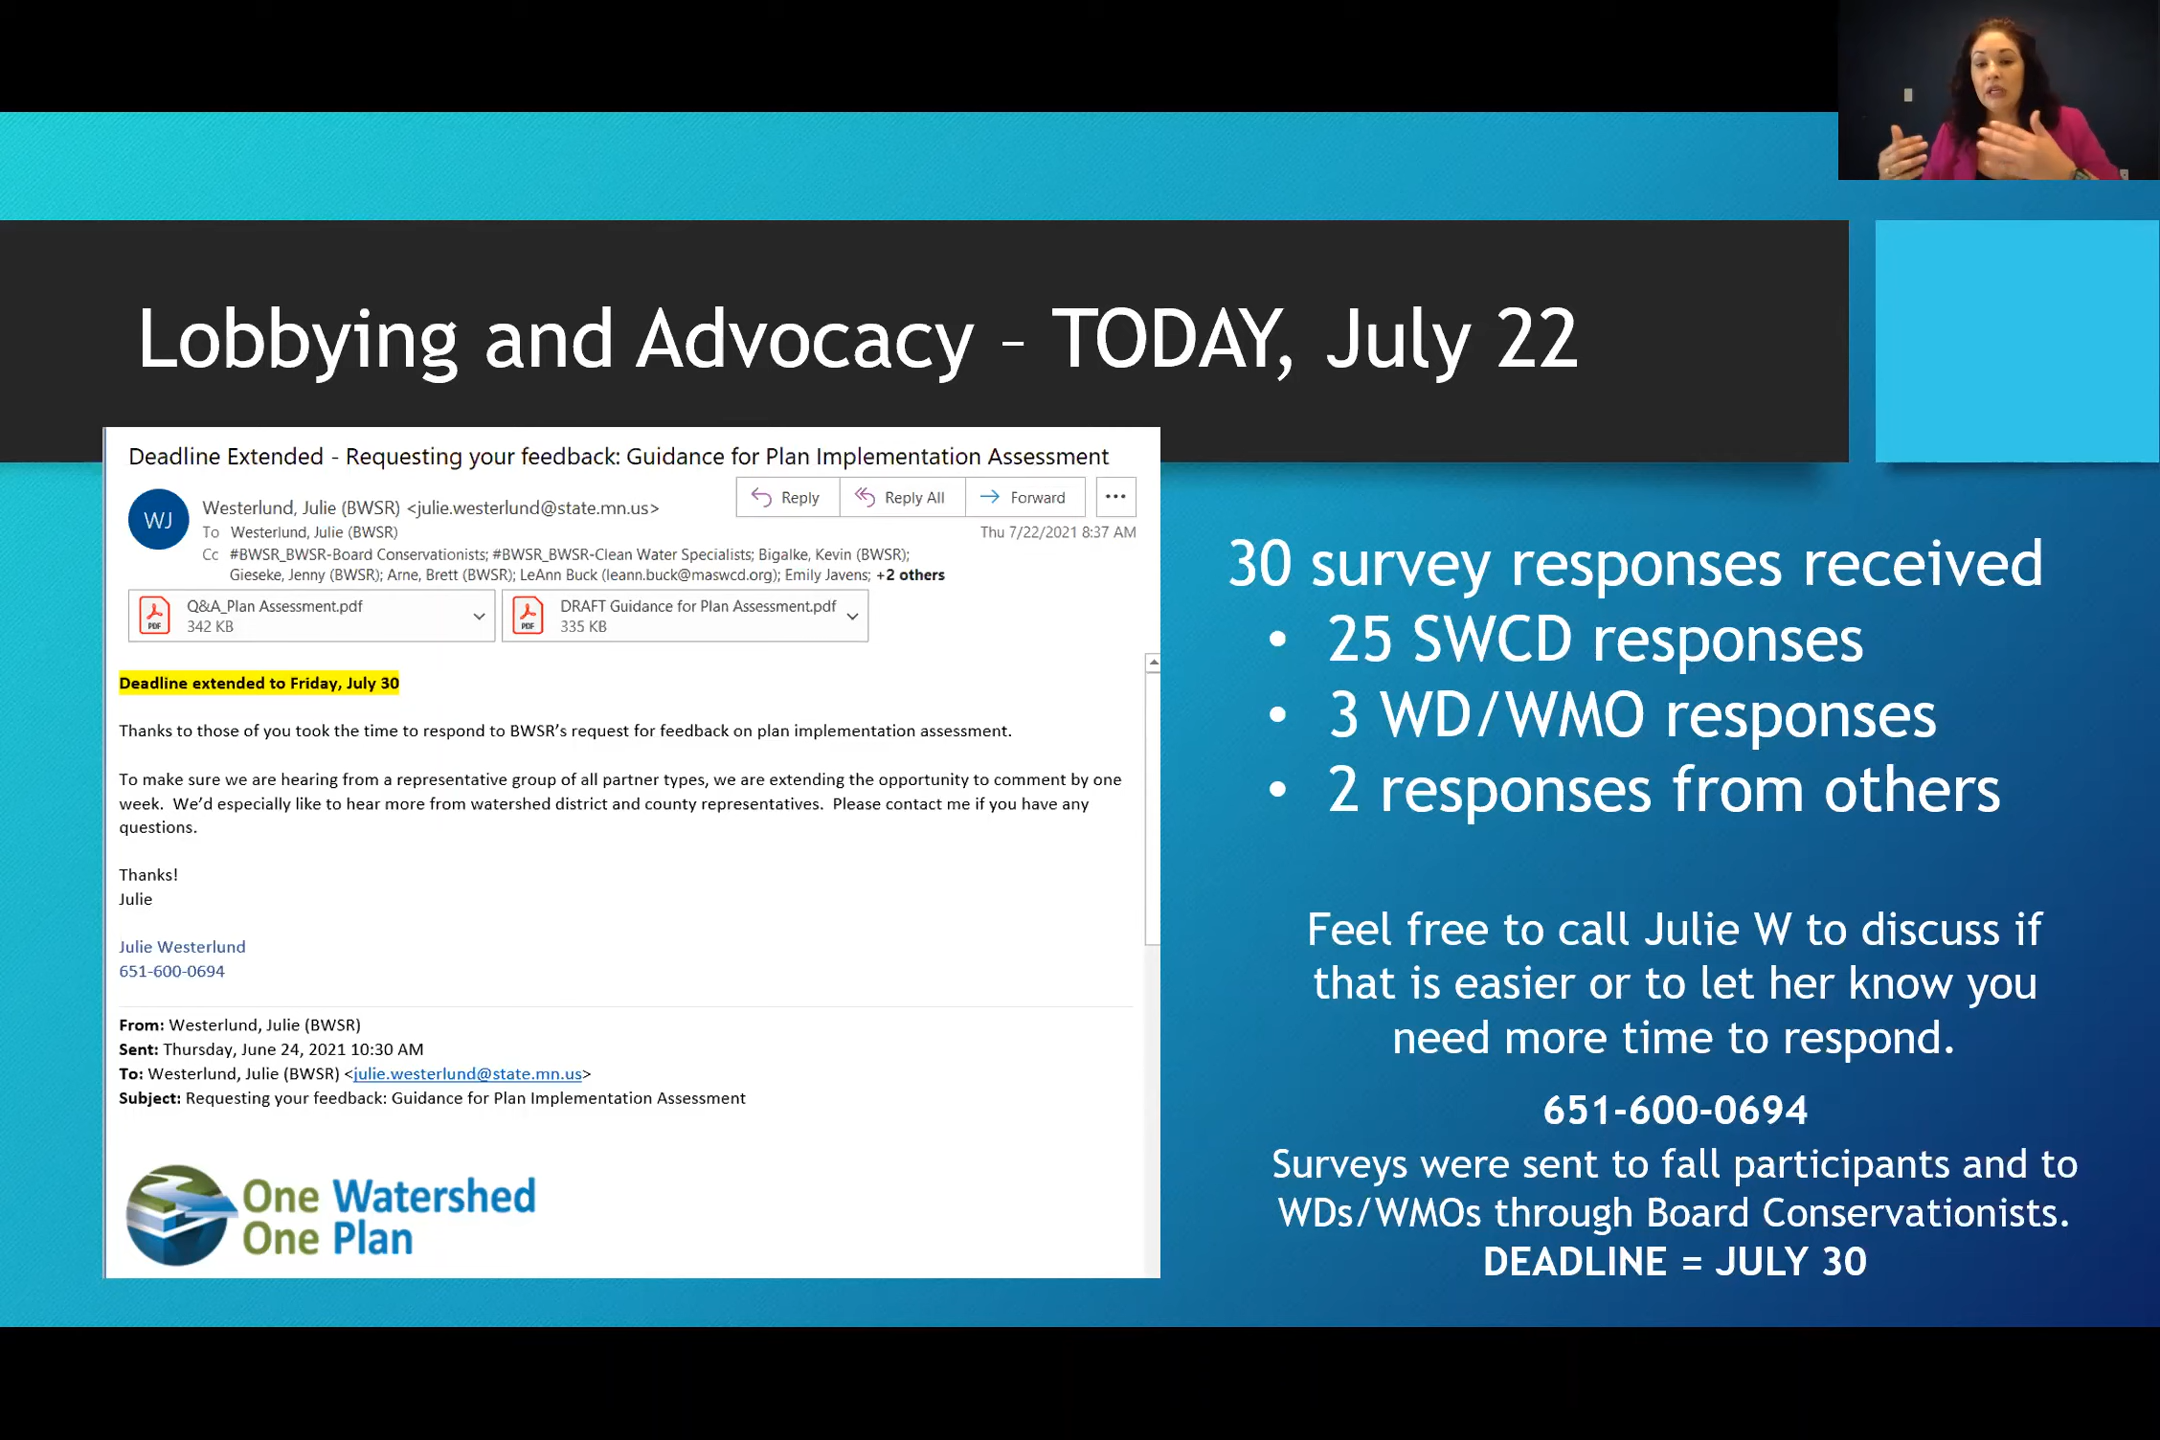 Lobbying and Advocacy – TODAY, July 22
Deadline Extended - Requesting your feedback: Guidance for Plan Implementation Assessment
WJ
Westerlund, Julie (BWSR) <julie.westerlund@state.mn.us>
Reply
Reply All
Forward
To Westerlund, Julie (BWSR)
Thu 7/22/2021 8:37 AM
Cc #BWSR_BWSR-Board Conservationists; #BWSR_BWSR-Clean Water Specialists; Bigalke, Kevin (BWSR);
Gieseke, Jenny (BWSR); Arne, Brett (BWSR); LeAnn Buck (leann.buck@maswcd.org); Emily Javens; +2 others
PDF
Q&A_Plan Assessment.pdf
342 KB
PDF
DRAFT Guidance for Plan Assessment.pdf
335 KB
Deadline extended to Friday, July 30
Thanks to those of you took the time to respond to BWSR’s request for feedback on plan implementation assessment.
To make sure we are hearing from a representative group of all partner types, we are extending the opportunity to comment by one
week.  We’d especially like to hear more from watershed district and county representatives.  Please contact me if you have any
questions.
Thanks!
Julie
Julie Westerlund
651-600-0694
From: Westerlund, Julie (BWSR)
Sent: Thursday, June 24, 2021 10:30 AM
To: Westerlund, Julie (BWSR) <julie.westerlund@state.mn.us>
Subject: Requesting your feedback: Guidance for Plan Implementation Assessment
One Watershed
One Plan
30 survey responses received
• 25 SWCD responses
• 3 WD/WMO responses
• 2 responses from others
Feel free to call Julie W to discuss if
that is easier or to let her know you
need more time to respond.
651-600-0694
Surveys were sent to fall participants and to
WDs/WMOs through Board Conservationists.
DEADLINE = JULY 30